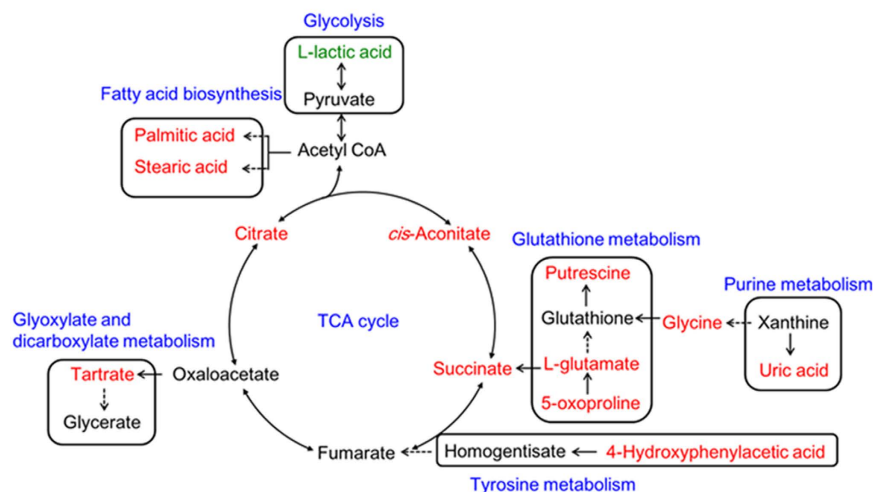 Glycolysis
L-lactic acid
Pyruvate
Fatty acid biosynthesis
Palmitic acid
Stearic acid
Acetyl CoA
Citrate
cis-Aconitate
Glutathione metabolism
Putrescine
Glutathione
L-glutamate
5-oxoproline
Purine metabolism
Glycine
Xanthine
Uric acid
TCA cycle
Glyoxylate and
dicarboxylate metabolism
Tartrate
Glycerate
Oxaloacetate
Succinate
Fumarate
Homogentisate
4-Hydroxyphenylacetic acid
Tyrosine metabolism